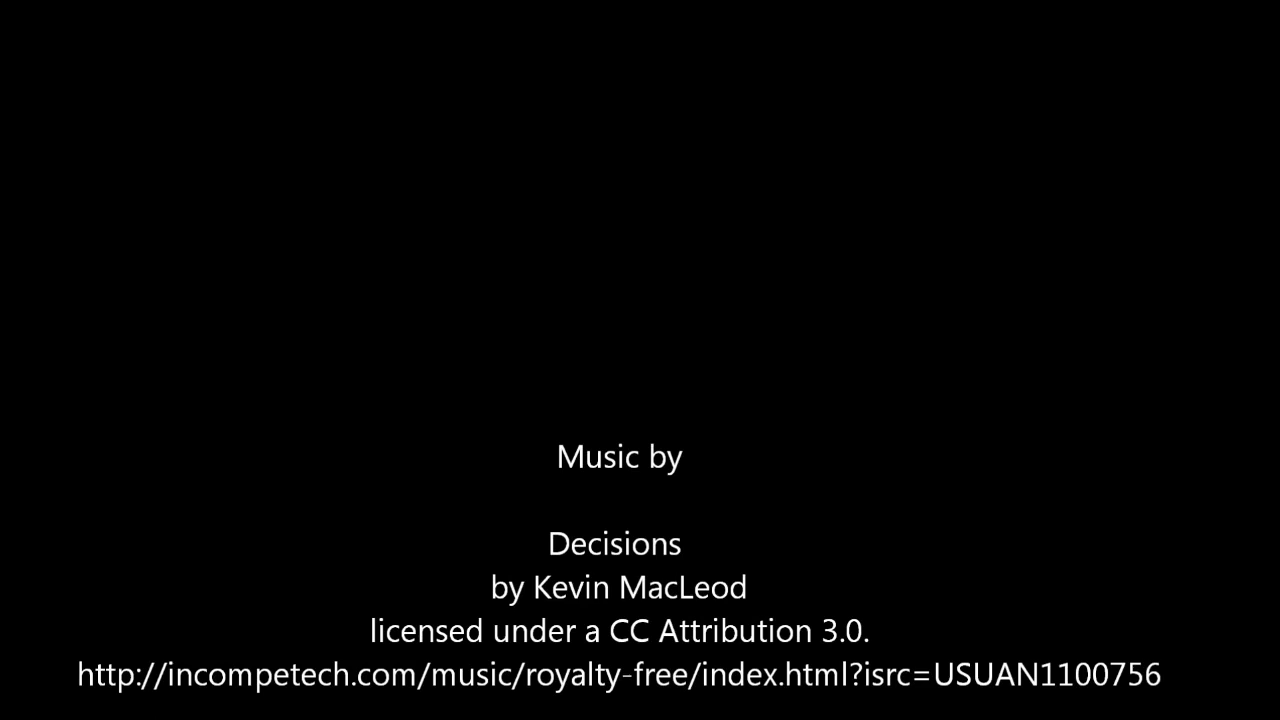 Music by
Decisions
by Kevin MacLeod
licensed under a CC Attribution 3.0.
http://incompetech.com/music/royalty-free/index.html?isrc=USUAN1100756